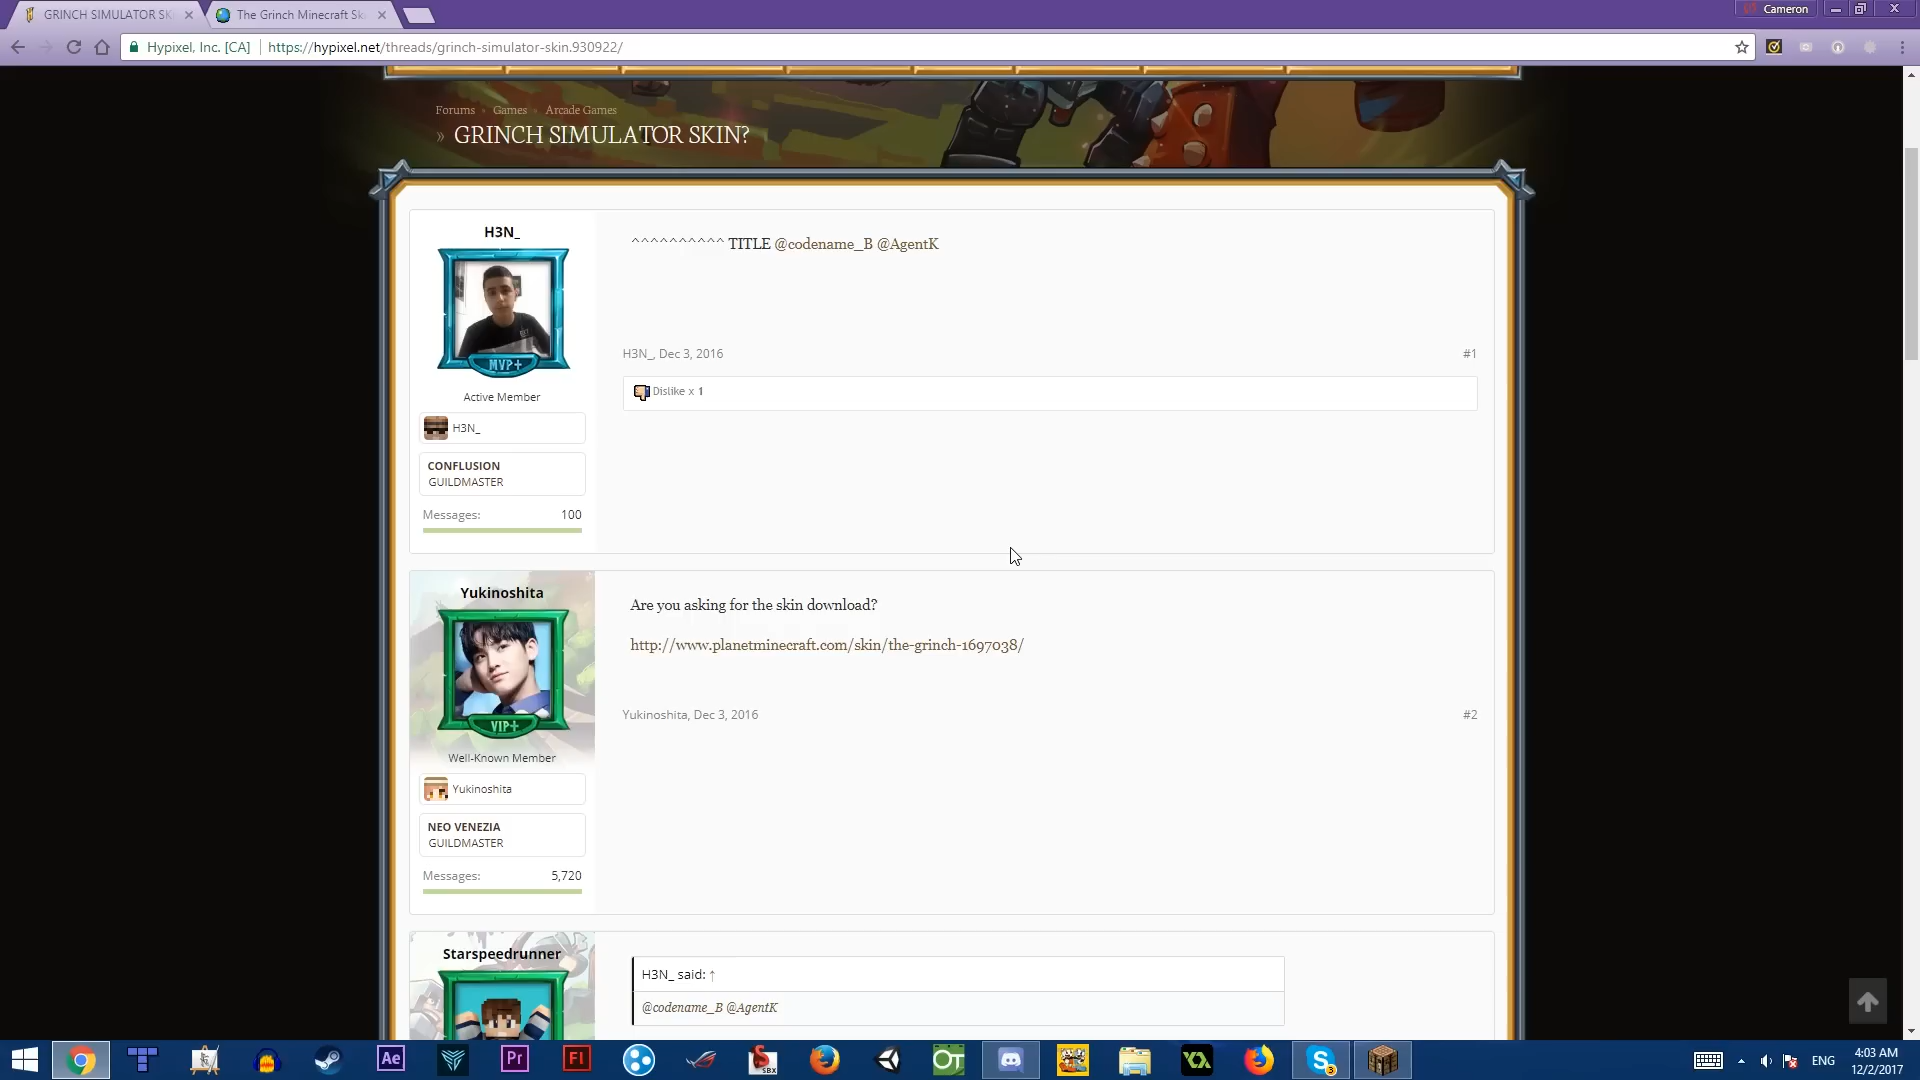 GRINCH SIMULATOR SK
The Grinch Minecraft Sk
Cameron
Hypixel, Inc. [CA]
https://hypixel.net/threads/grinch-simulator-skin.930922/
Forums
Games
Arcade Games
» GRINCH SIMULATOR SKIN?
H3N_
MVP+
Active Member
H3N_
CONFLUSION
GUILDMASTER
Messages: 100
^^^^^^^^^^ TITLE @codename_B @AgentK
H3N_, Dec 3, 2016
#1
Dislike x 1
Yukinoshita
VIP+
Well-Known Member
Yukinoshita
NEO VENEZIA
GUILDMASTER
Messages: 5,720
Are you asking for the skin download?
http://www.planetminecraft.com/skin/the-grinch-1697038/
Yukinoshita, Dec 3, 2016
#2
Starspeedrunner
H3N_ said: ↑
@codename_B @AgentK
Ae
Pr
Fl
SBX
OT
S
3
ENG
4:03 AM
12/2/2017